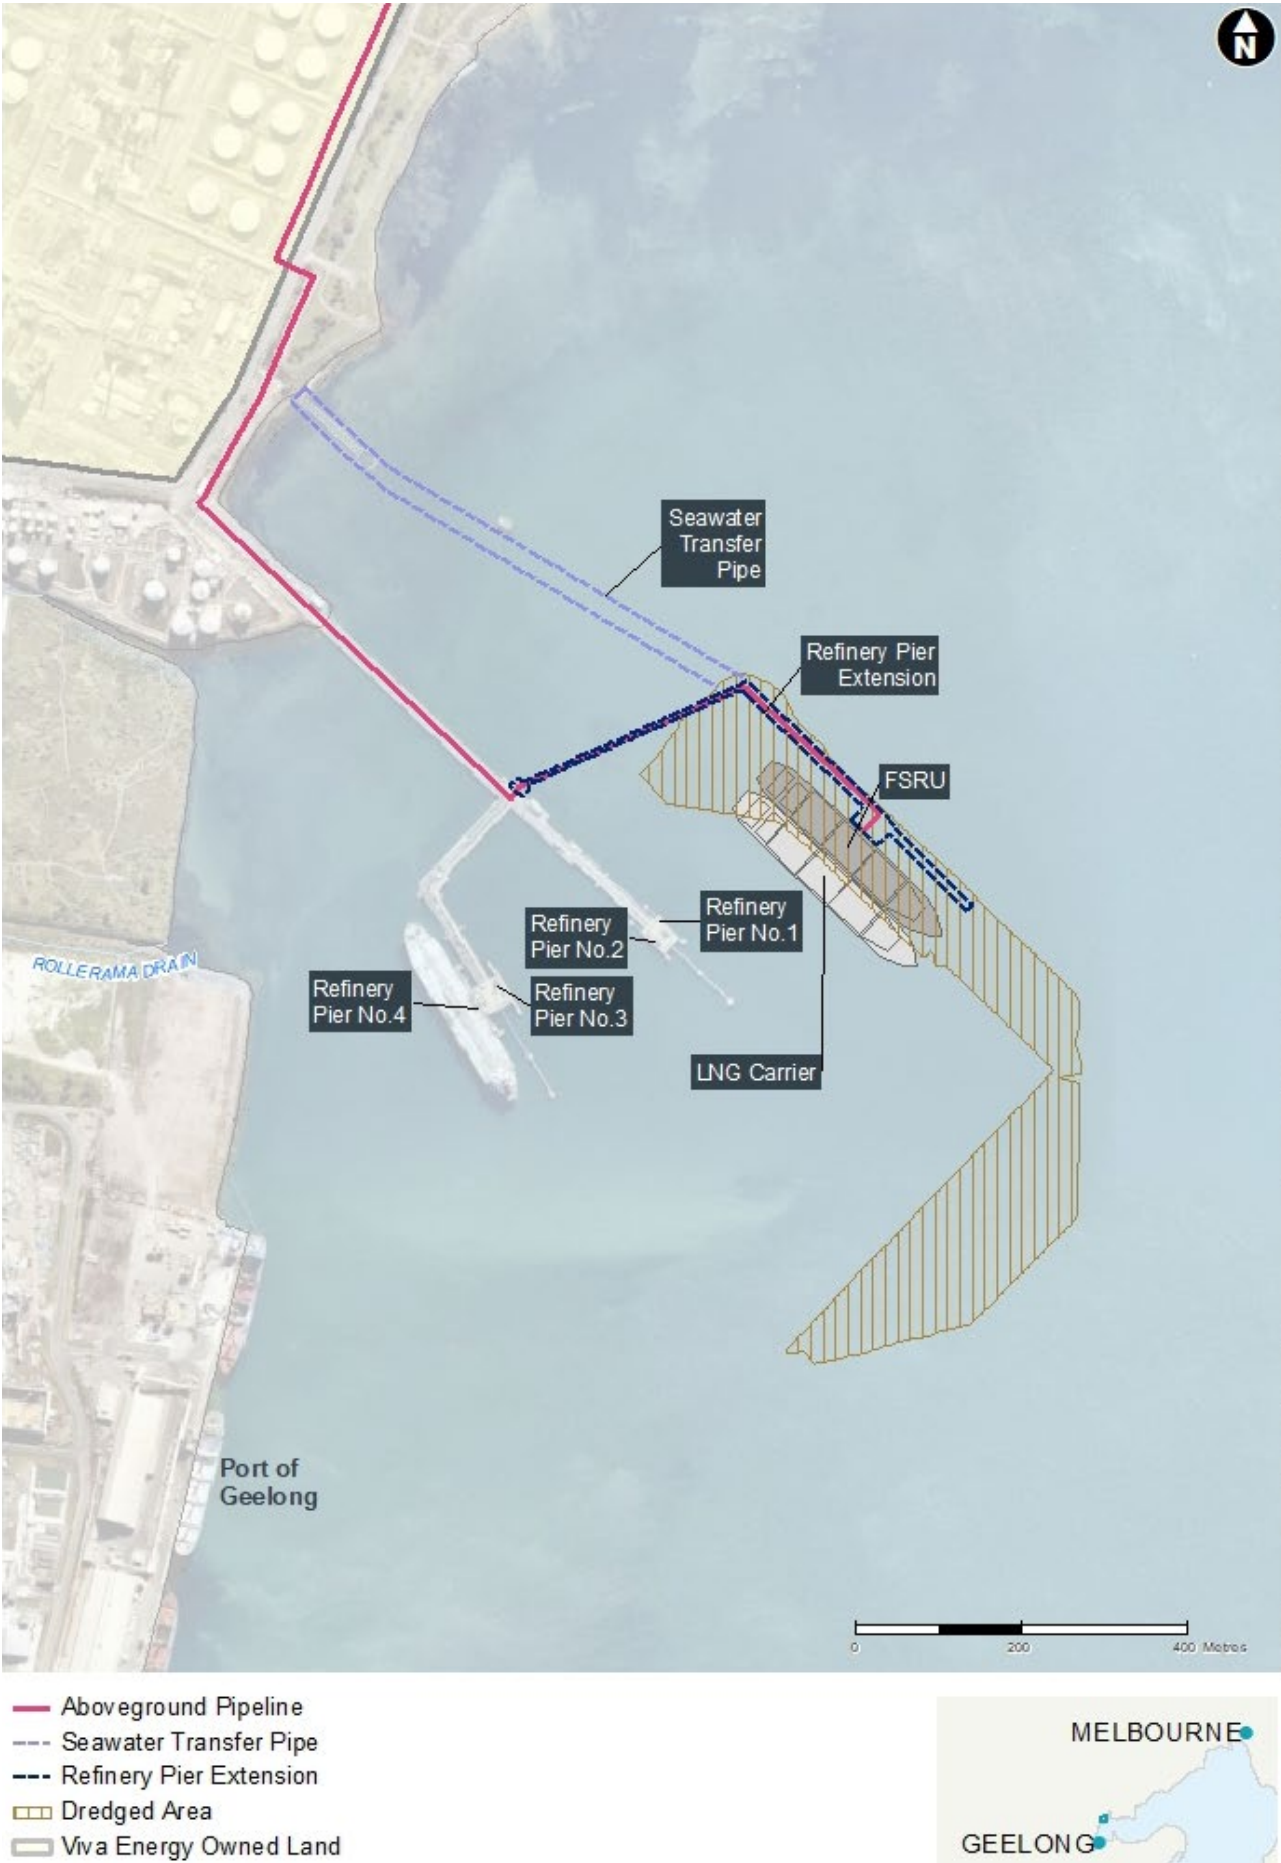 N
Seawater
Transfer
Pipe
Refinery Pier
Extension
FSRU
Refinery
Pier No.1
Refinery
Pier No.2
Refinery
Pier No.3
Refinery
Pier No.4
ROLLERAMA DRAIN
LNG Carrier
Port of
Geelong
0 200 400 Metres
Aboveground Pipeline
Seawater Transfer Pipe
Refinery Pier Extension
Dredged Area
Viva Energy Owned Land
MELBOURNE
GEELONG